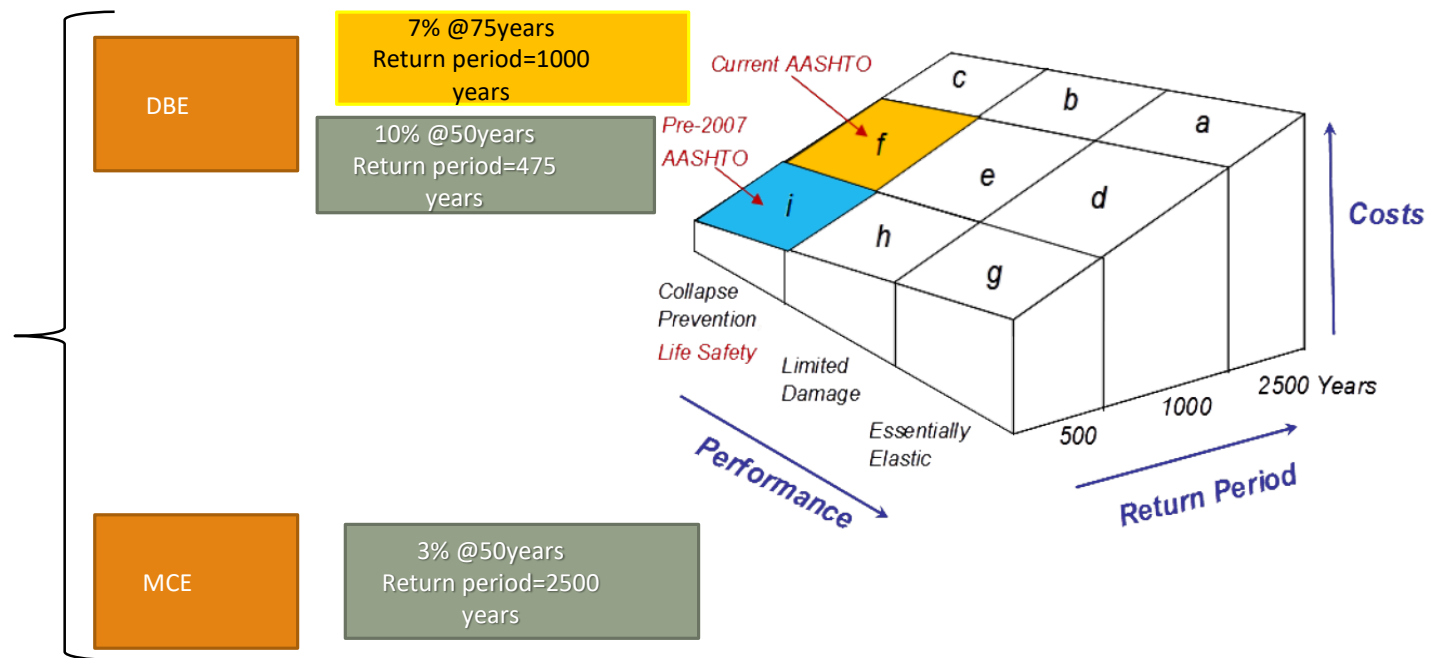 DBE
7% @75years
Return period=1000
years
10% @50years
Return period=475
years
MCE
3% @50years
Return period=2500
years
Current AASHTO
Pre-2007
AASHTO
c
b
a
f
e
d
i
h
g
Costs
Collapse
Prevention
Life Safety
Limited
Damage
Essentially
Elastic
500
1000
2500 Years
Performance
Return Period